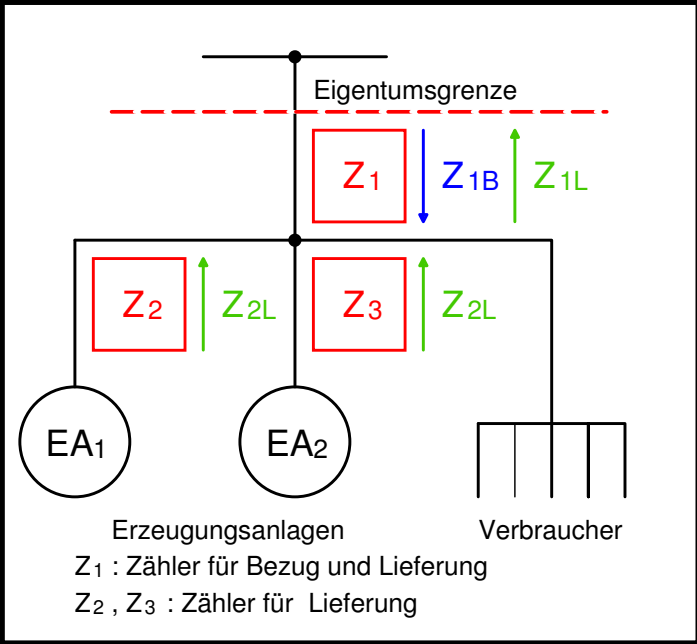 Eigentumsgrenze
Z1 Z1B Z1L
Z2 Z2L Z3 Z2L
EA1 EA2
Erzeugungsanlagen Verbraucher
Z1 : Zähler für Bezug und Lieferung
Z2 , Z3 : Zähler für Lieferung